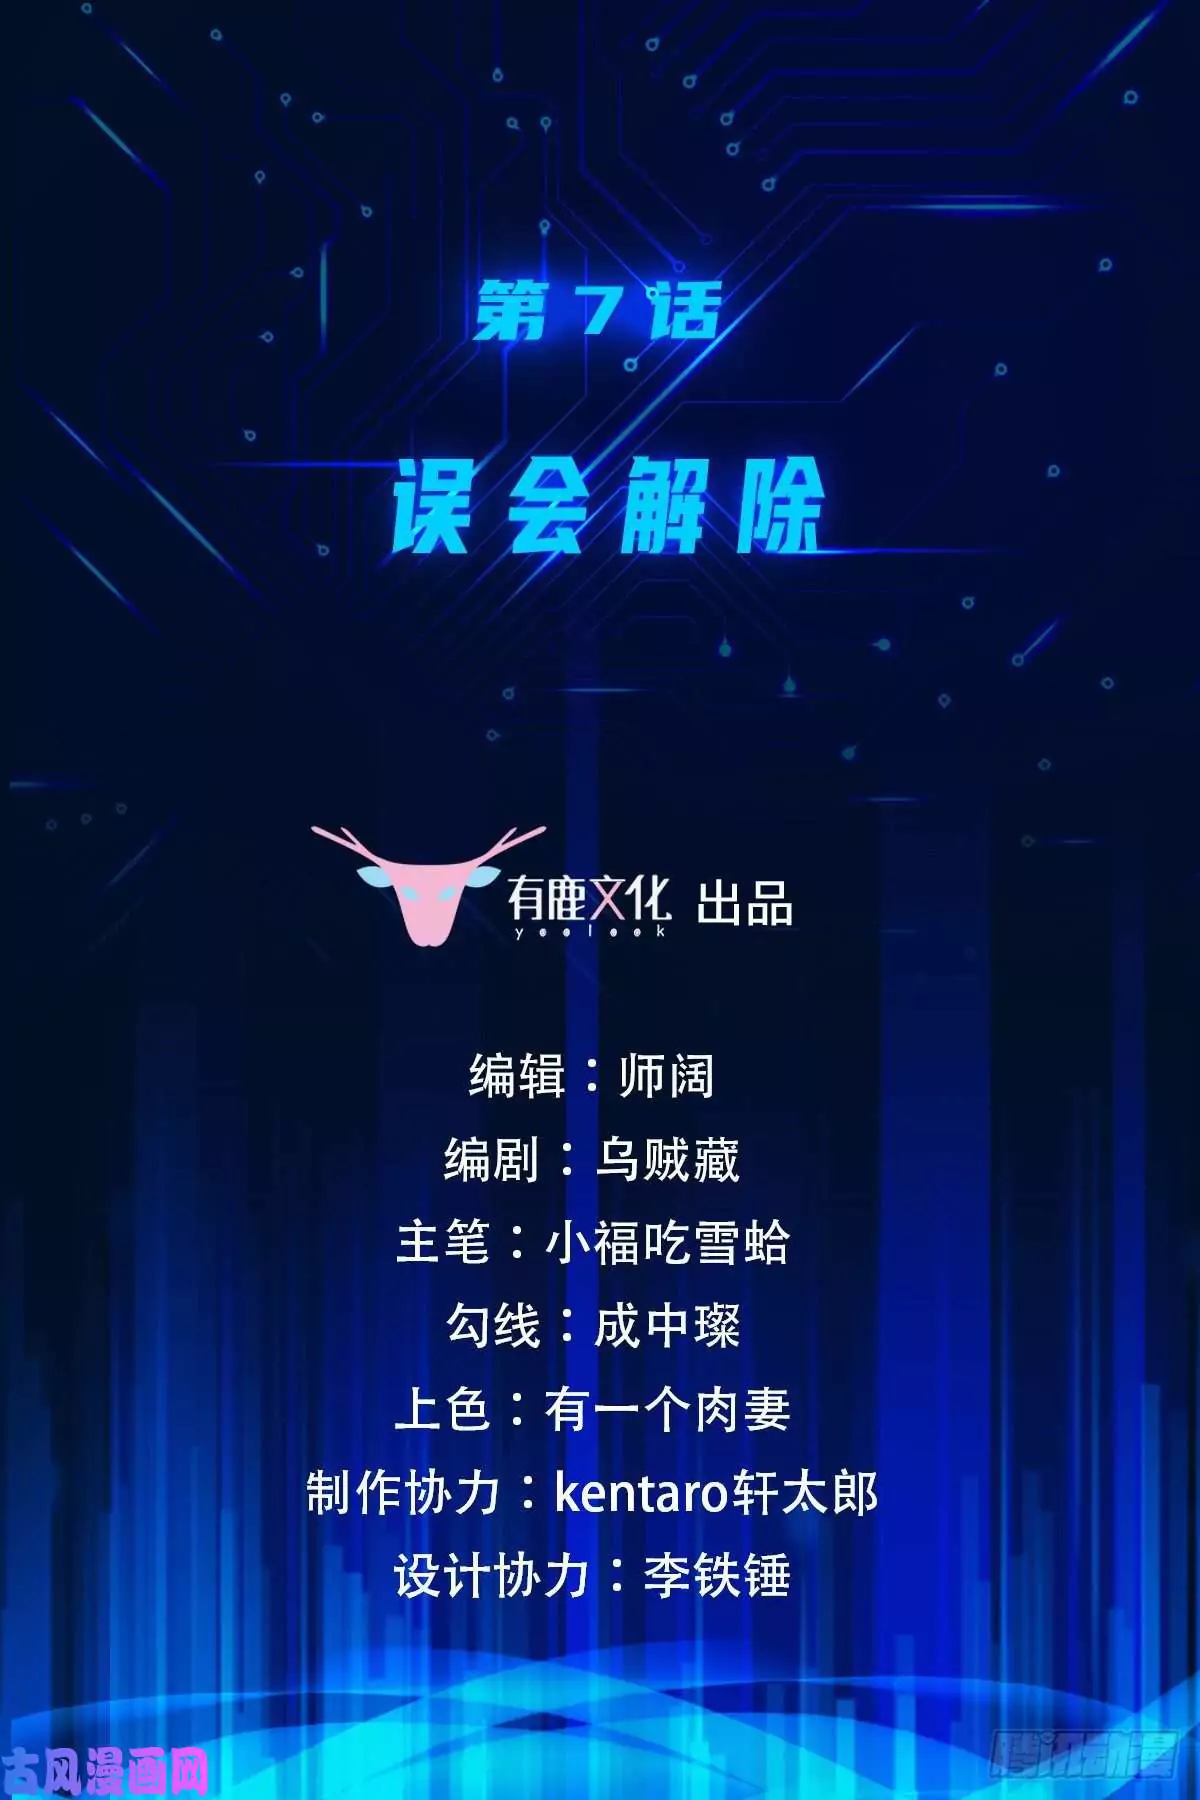 第7话
误会解除
有鹿文化 出品
yoolook
编辑：师阔
编剧：乌贼藏
主笔：小福吃雪蛤
勾线：成中璨
上色：有一个肉妻
制作协力：kentaro轩太郎
设计协力：李铁锤
古风漫画网
腾讯动漫